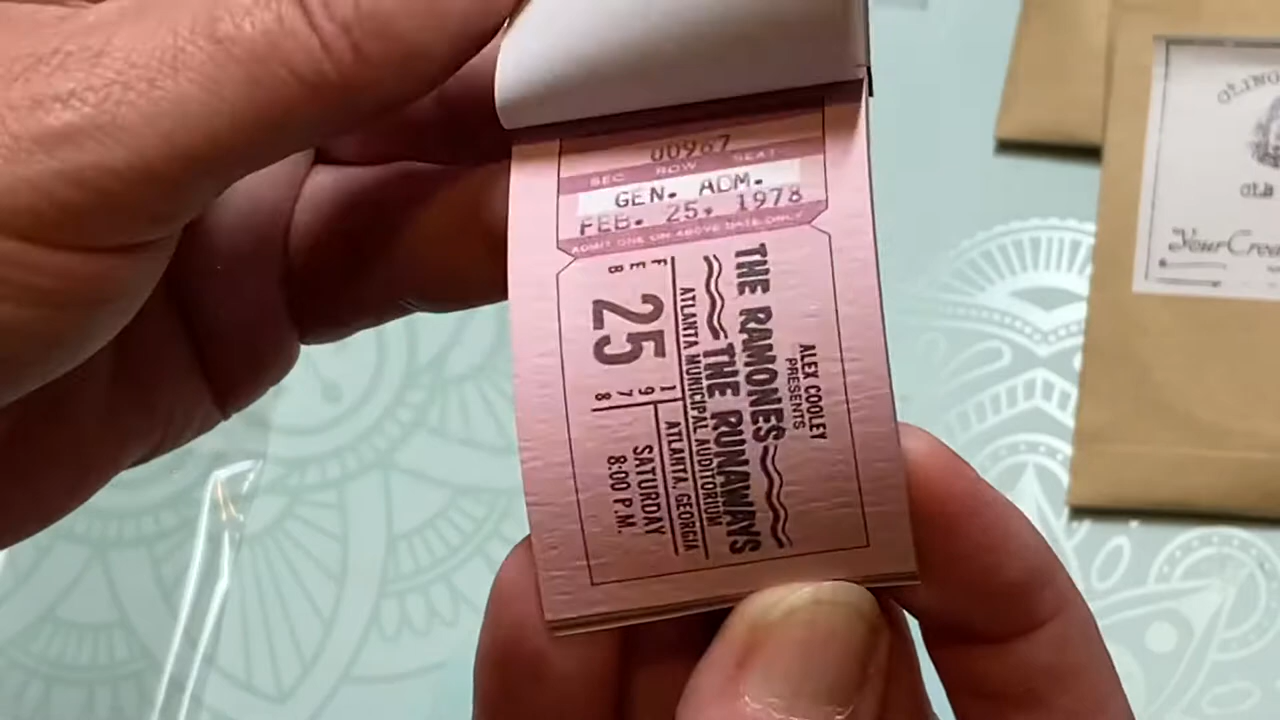 00967
SEC ROW SEAT
GEN. ADM.
FEB. 25, 1978
ADMIT ONE ON ABOVE DATE ONLY
ALEX COOLEY
PRESENTS
THE RAMONES
THE RUNAWAYS
ATLANTA MUNICIPAL AUDITORIUM
ATLANTA, GEORGIA
FEB
25
1978
SATURDAY
8:00 P.M.
Your